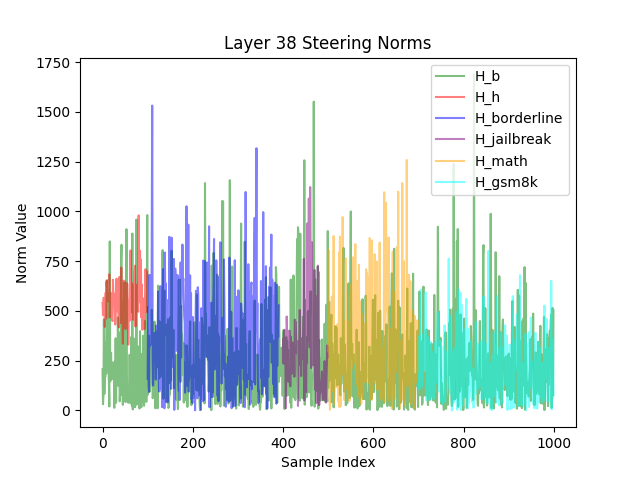 Layer 38 Steering Norms
1750
1500
1250
1000
750
500
250
0
Norm Value
H_b
H_h
H_borderline
H_jailbreak
H_math
H_gsm8k
0
200
400
600
800
1000
Sample Index